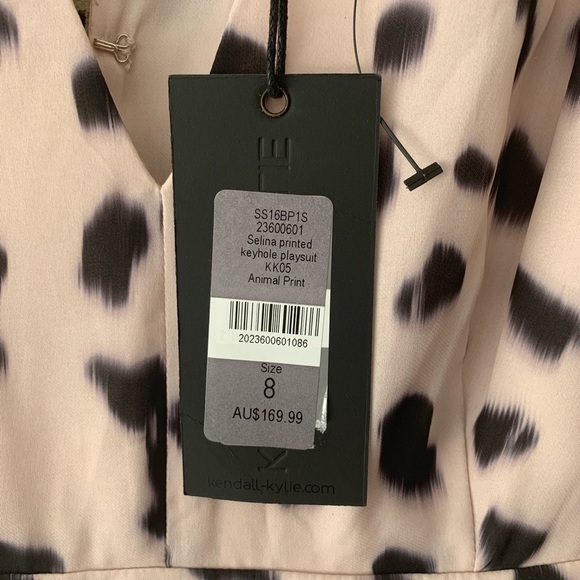 SS16BP1S
23600601
Selina printed
keyhole playsuit
KK05
Animal Print
2023600601086
Size
8
AU$169.99
kendall-kylie.com